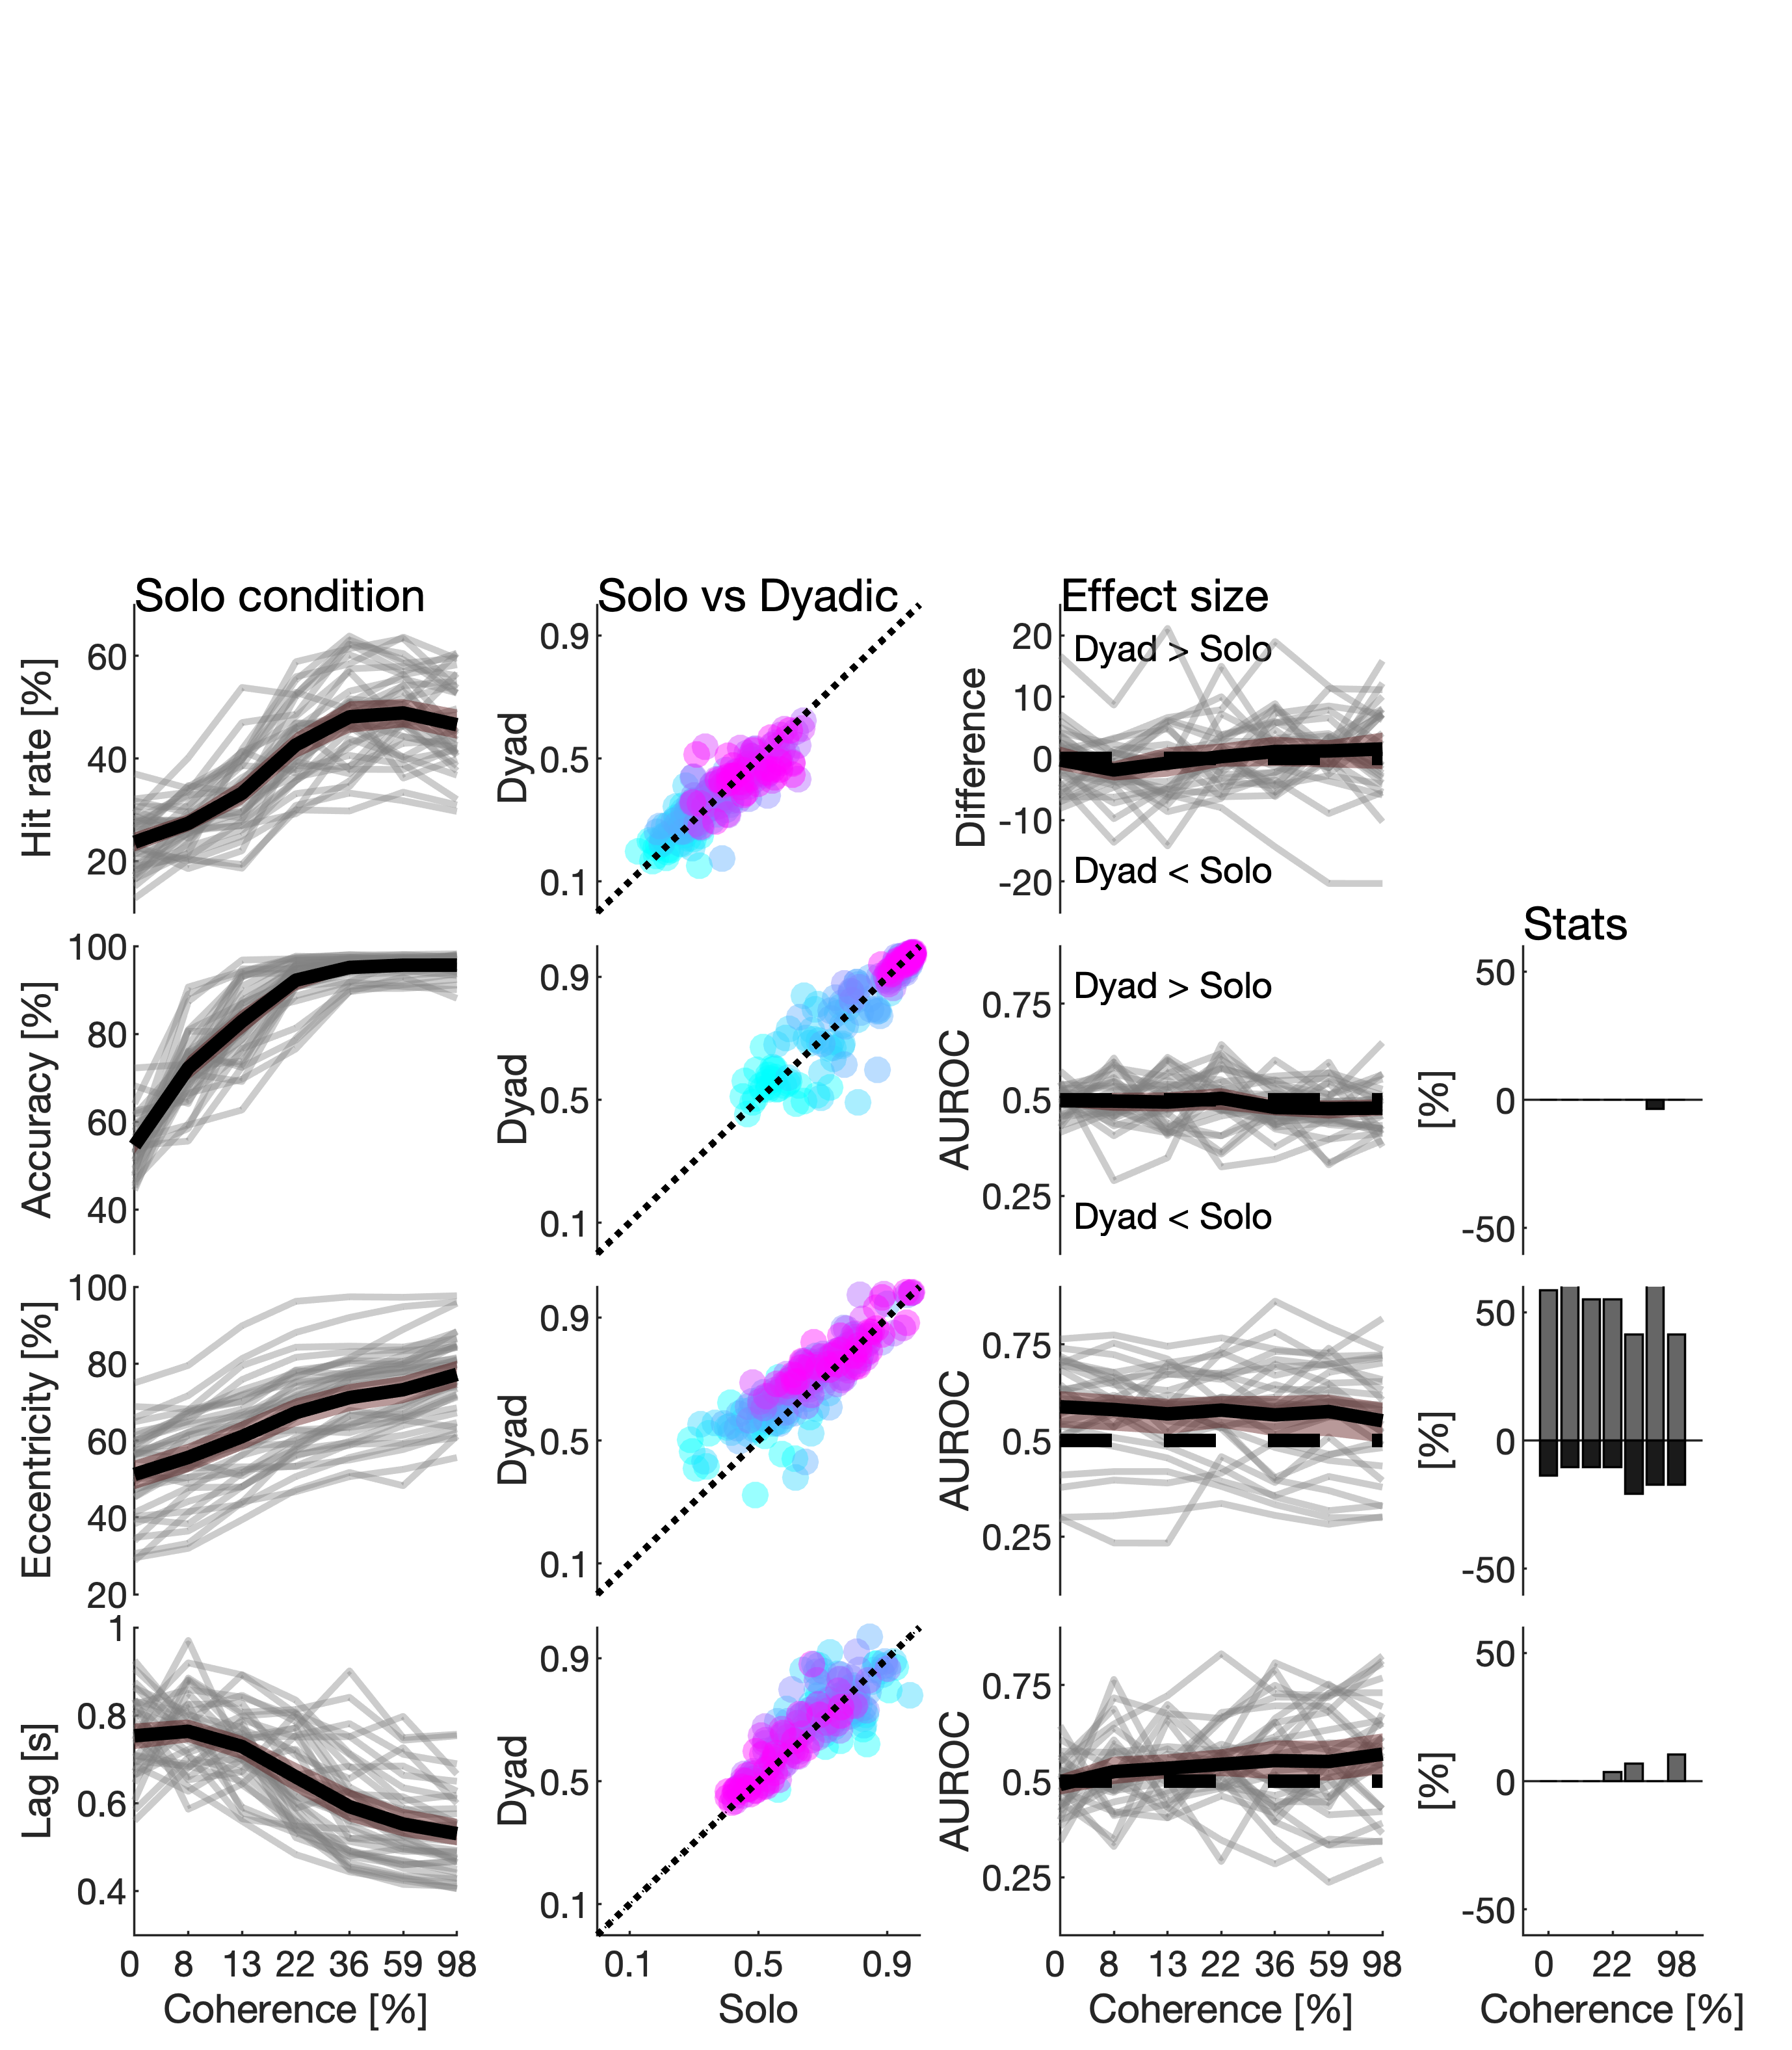 Solo condition
Solo vs Dyadic
Effect size
Hit rate [%]
60
40
20
Dyad
0.9
0.5
0.1
Difference
20
10
0
-10
-20
Dyad > Solo
Dyad < Solo
Stats
Accuracy [%]
100
80
60
40
Dyad
0.9
0.5
0.1
AUROC
0.75
0.5
0.25
Dyad > Solo
Dyad < Solo
[%]
50
0
-50
Eccentricity [%]
100
80
60
40
20
Dyad
0.9
0.5
0.1
AUROC
0.75
0.5
0.25
[%]
50
0
-50
Lag [s]
1
0.8
0.6
0.4
Dyad
0.9
0.5
0.1
AUROC
0.75
0.5
0.25
[%]
50
0
-50
0 8 13 22 36 59 98
0.1 0.5 0.9
0 8 13 22 36 59 98
0 22 98
Coherence [%]
Solo
Coherence [%]
Coherence [%]